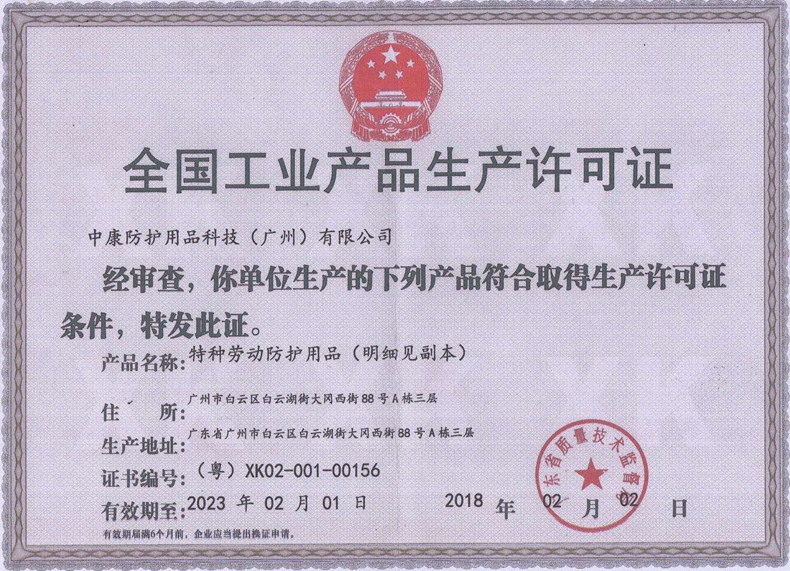 全国工业产品生产许可证
中康防护用品科技（广州）有限公司
经审查，你单位生产的下列产品符合取得生产许可证
条件，特发此证。
产品名称：特种劳动防护用品（明细见副本）
住 所：广州市白云区白云湖街大冈西街88号A栋三层
生产地址：广东省广州市白云区白云湖街大冈西街88号A栋三层
证书编号：（粤）XK02-001-00156
有效期至：2023 年 02 月 01 日
2018 年 02 月 02 日
有效期届满6个月前，企业应当提出换证申请。
广东省质量技术监督局